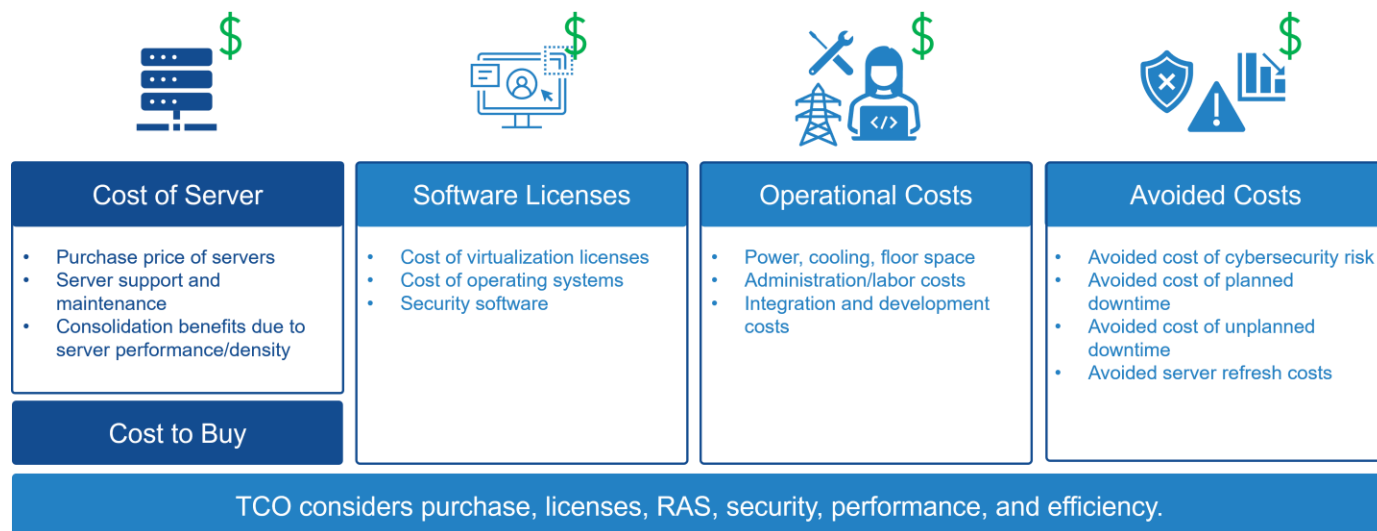 $
$
$
$
</>
Cost of Server
• Purchase price of servers
• Server support and
maintenance
• Consolidation benefits due to
server performance/density
Cost to Buy
Software Licenses
• Cost of virtualization licenses
• Cost of operating systems
• Security software
Operational Costs
• Power, cooling, floor space
• Administration/labor costs
• Integration and development
costs
Avoided Costs
• Avoided cost of cybersecurity risk
• Avoided cost of planned
downtime
• Avoided cost of unplanned
downtime
• Avoided server refresh costs
TCO considers purchase, licenses, RAS, security, performance, and efficiency.